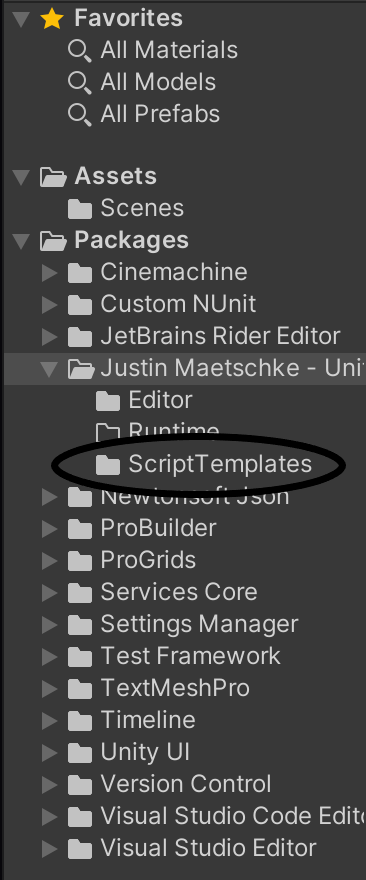 Favorites
All Materials
All Models
All Prefabs
Assets
Scenes
Packages
Cinemachine
Custom NUnit
JetBrains Rider Editor
Justin Maetschke - Uni
Editor
Runtime
ScriptTemplates
Newtonsoft Json
ProBuilder
ProGrids
Services Core
Settings Manager
Test Framework
TextMeshPro
Timeline
Unity UI
Version Control
Visual Studio Code Edit
Visual Studio Editor